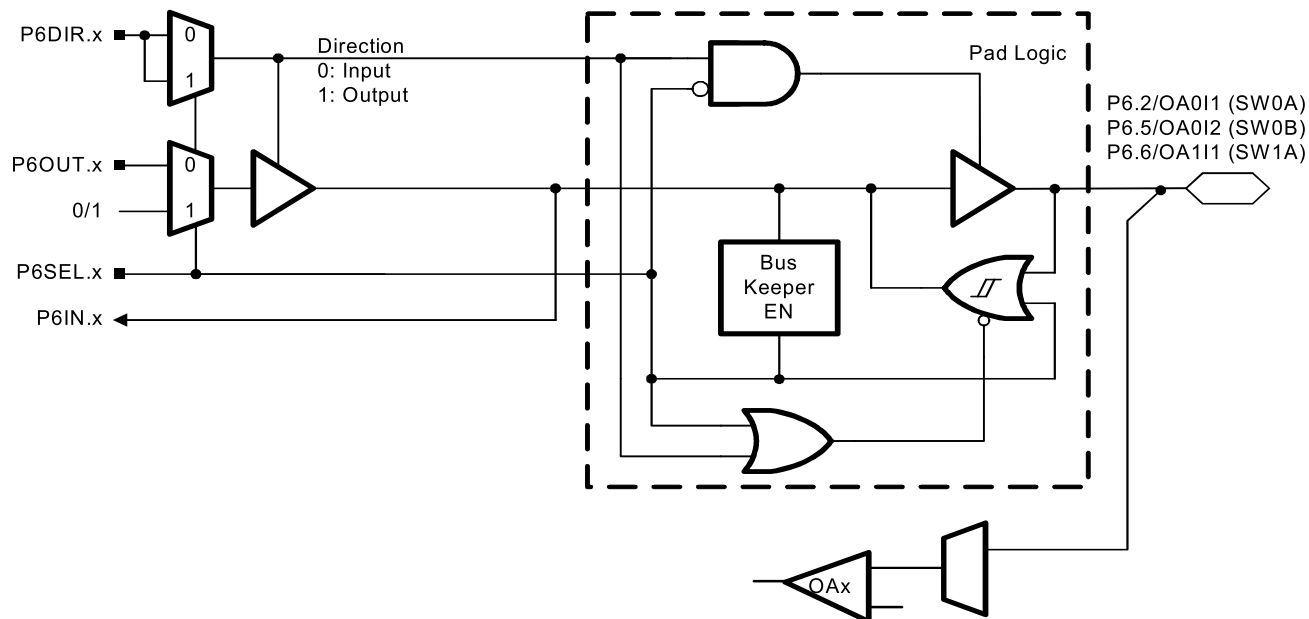 P6DIR.x
0
1
Direction
0: Input
1: Output
Pad Logic
P6.2/OA0I1 (SW0A)
P6.5/OA0I2 (SW0B)
P6.6/OA1I1 (SW1A)
P6OUT.x
0
0/1
1
P6SEL.x
P6IN.x
Bus
Keeper
EN
OAx